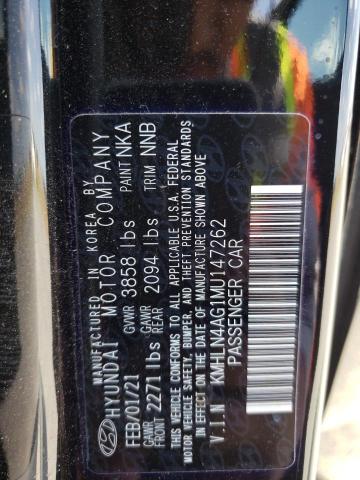 MANUFACTURED IN KOREA BY
HYUNDAI MOTOR COMPANY
FEB/01/21 GVWR 3858 lbs PAINT NKA
GAWR FRONT 2271 lbs GAWR REAR 2094 lbs TRIM NNB
THIS VEHICLE CONFORMS TO ALL APPLICABLE U.S.A. FEDERAL
MOTOR VEHICLE SAFETY, BUMPER, AND THEFT PREVENTION STANDARDS
IN EFFECT ON THE DATE OF MANUFACTURE SHOWN ABOVE
V.I.N KMHLN4AG1MU147262
PASSENGER CAR